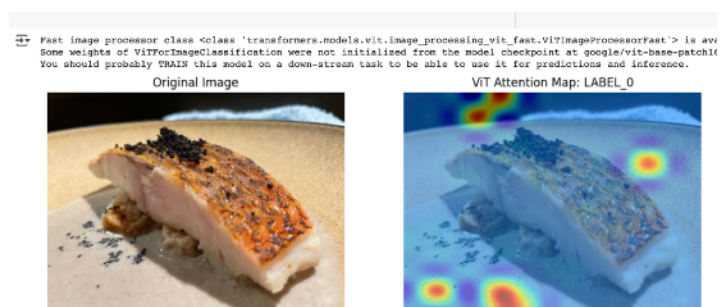 Fast image processor class <class 'transformers.models.vit.image_processing_vit_fast.ViTImageProcessorFast'> is ava
Some weights of ViTForImageClassification were not initialized from the model checkpoint at google/vit-base-patch16
You should probably TRAIN this model on a down-stream task to be able to use it for predictions and inference.
Original Image
ViT Attention Map: LABEL_0